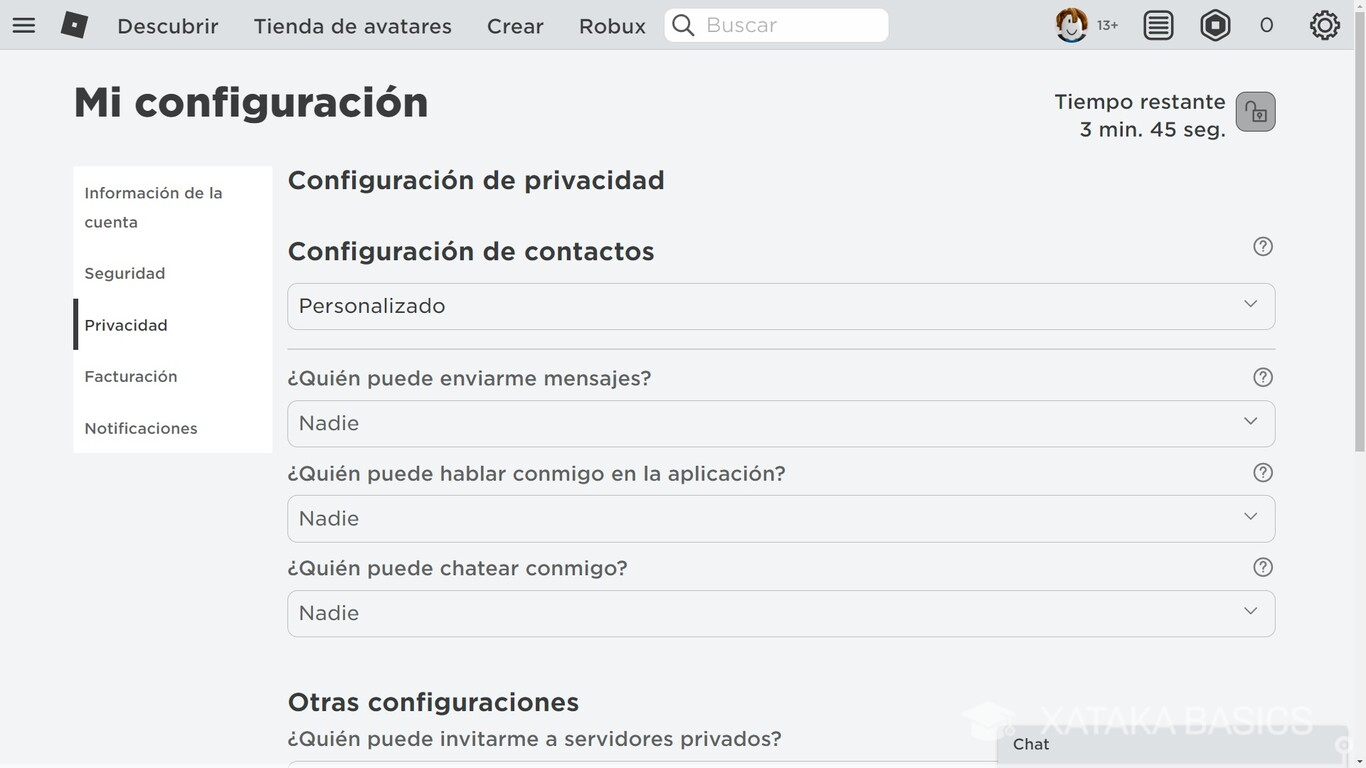 Descubrir Tienda de avatares Crear Robux Buscar 13+ 0
Mi configuración
Tiempo restante
3 min. 45 seg.
Información de la
cuenta
Seguridad
Privacidad
Facturación
Notificaciones
Configuración de privacidad
Configuración de contactos
Personalizado
¿Quién puede enviarme mensajes?
Nadie
¿Quién puede hablar conmigo en la aplicación?
Nadie
¿Quién puede chatear conmigo?
Nadie
Otras configuraciones
¿Quién puede invitarme a servidores privados?
XATAKA BASICS
Chat